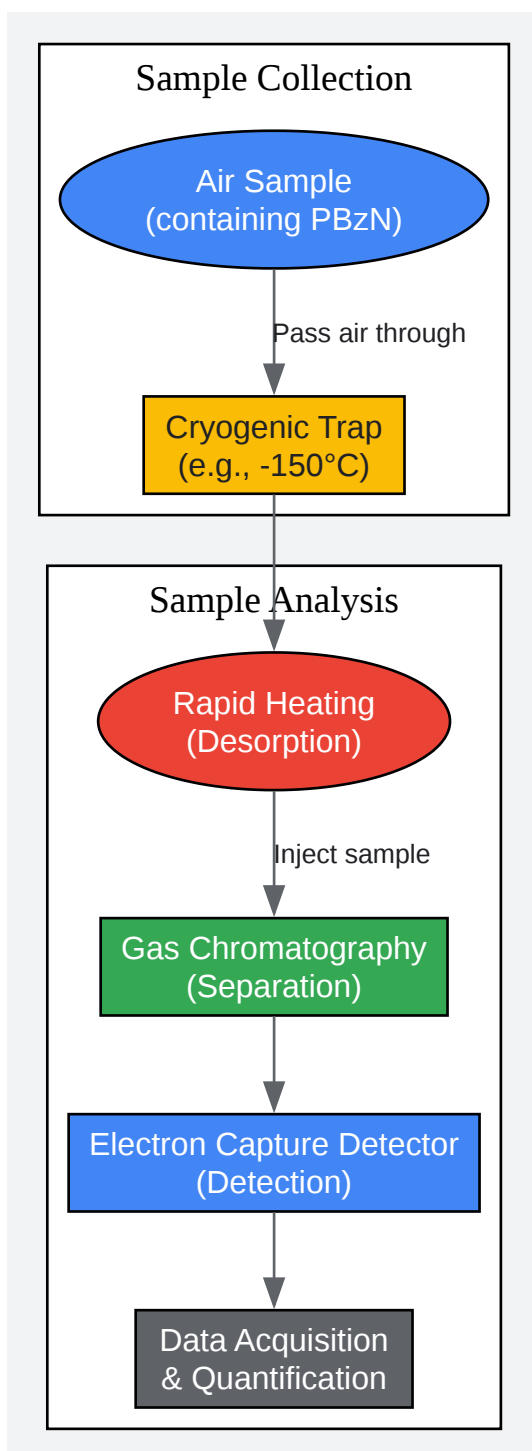 Sample Collection
Air Sample
(containing PBzN)
Pass air through
Cryogenic Trap
(e.g., -150°C)
Sample Analysis
Rapid Heating
(Desorption)
Inject sample
Gas Chromatography
(Separation)
Electron Capture Detector
(Detection)
Data Acquisition
& Quantification